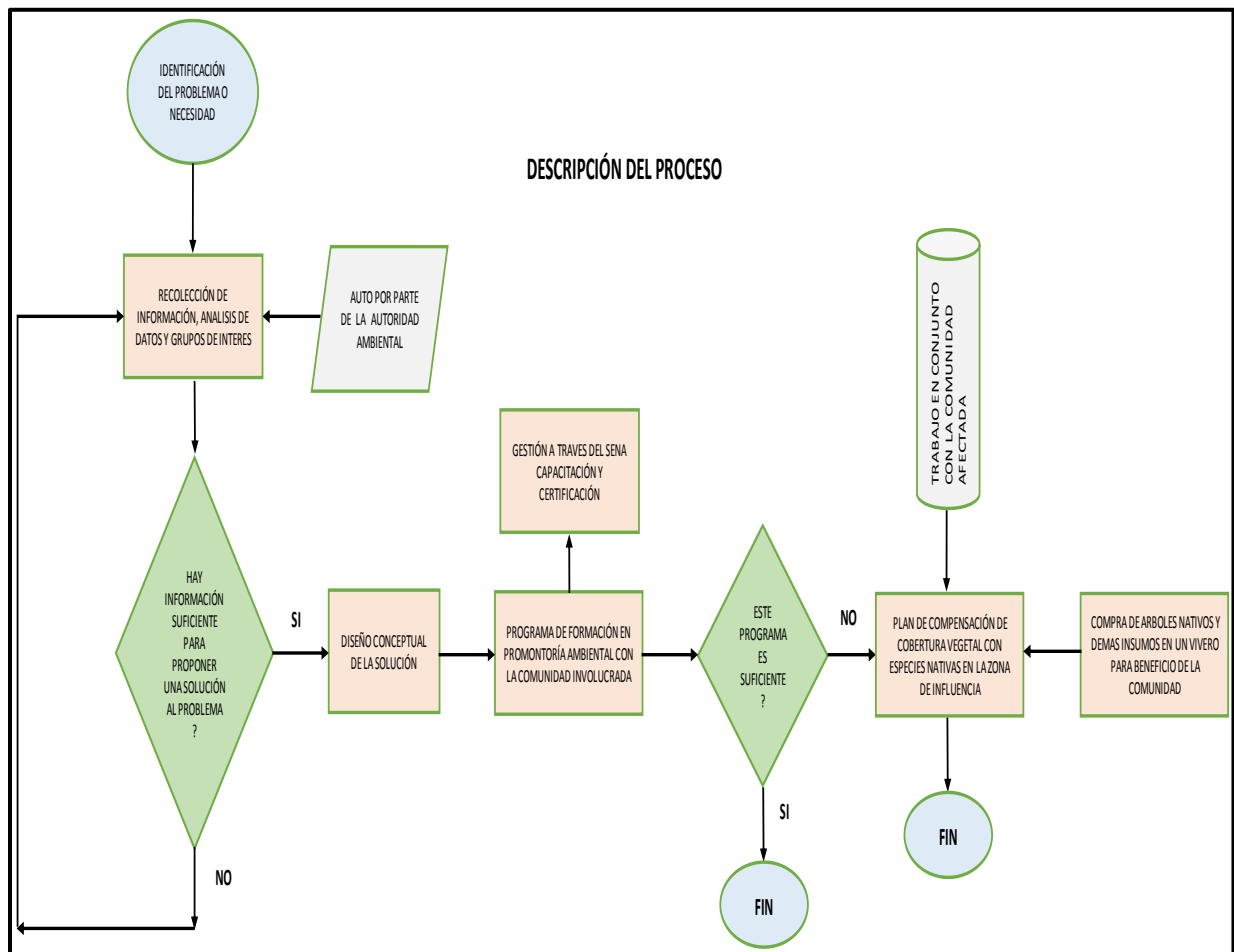 IDENTIFICACIÓN
DEL PROBLEMA O
NECESIDAD
DESCRIPCIÓN DEL PROCESO
RECOLECCIÓN DE
INFORMACIÓN, ANALISIS DE
DATOS Y GRUPOS DE INTERES
AUTO POR PARTE
DE LA AUTORIDAD
AMBIENTAL
TRABAJO EN CONJUNTO
CON LA COMUNIDAD
AFECTADA
GESTIÓN A TRAVES DEL SENA
CAPACITACIÓN Y
CERTIFICACIÓN
HAY
INFORMACIÓN
SUFICIENTE
PARA
PROPONER
UNA SOLUCIÓN
AL PROBLEMA
?
SI
DISEÑO CONCEPTUAL
DE LA SOLUCIÓN
PROGRAMA DE FORMACIÓN EN
PROMONTORÍA AMBIENTAL CON
LA COMUNIDAD INVOLUCRADA
ESTE
PROGRAMA
ES
SUFICIENTE
?
NO
PLAN DE COMPENSACIÓN DE
COBERTURA VEGETAL CON
ESPECIES NATIVAS EN LA ZONA
DE INFLUENCIA
COMPRA DE ARBOLES NATIVOS Y
DEMAS INSUMOS EN UN VIVERO
PARA BENEFICIO DE LA
COMUNIDAD
SI
FIN
NO
FIN